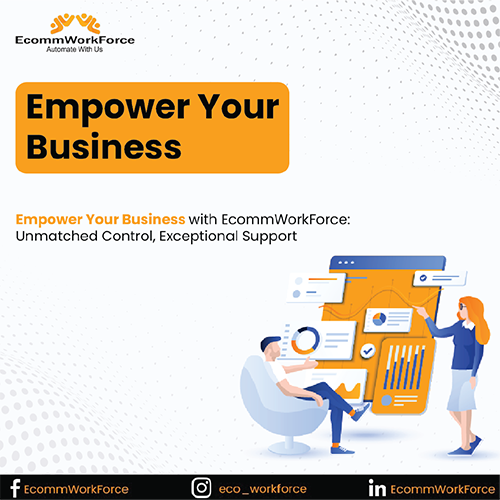 EcommWorkForce
Automate With Us
Empower Your
Business
Empower Your Business with EcommWorkForce:
Unmatched Control, Exceptional Support
EcommWorkForce
eco_workforce
EcommWorkForce